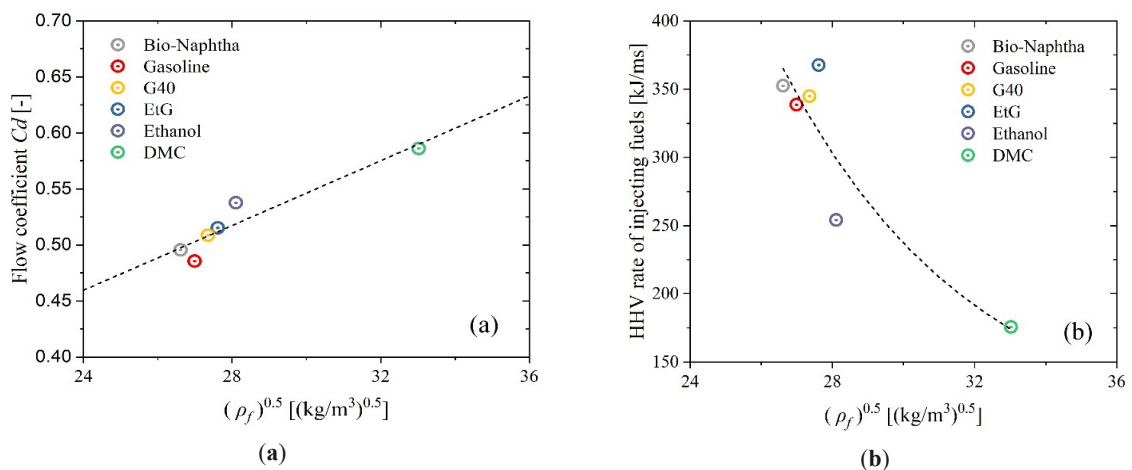 0.70
0.65
0.60
0.55
0.50
0.45
0.40
Flow coefficient Cd [-]
Bio-Naphtha
Gasoline
G40
EtG
Ethanol
DMC
(a)
24
28
32
36
(ρf)^0.5 [(kg/m³)^0.5]
(a)
400
350
300
250
200
150
HHV rate of injecting fuels [kJ/ms]
Bio-Naphtha
Gasoline
G40
EtG
Ethanol
DMC
(b)
24
28
32
36
(ρf)^0.5 [(kg/m³)^0.5]
(b)